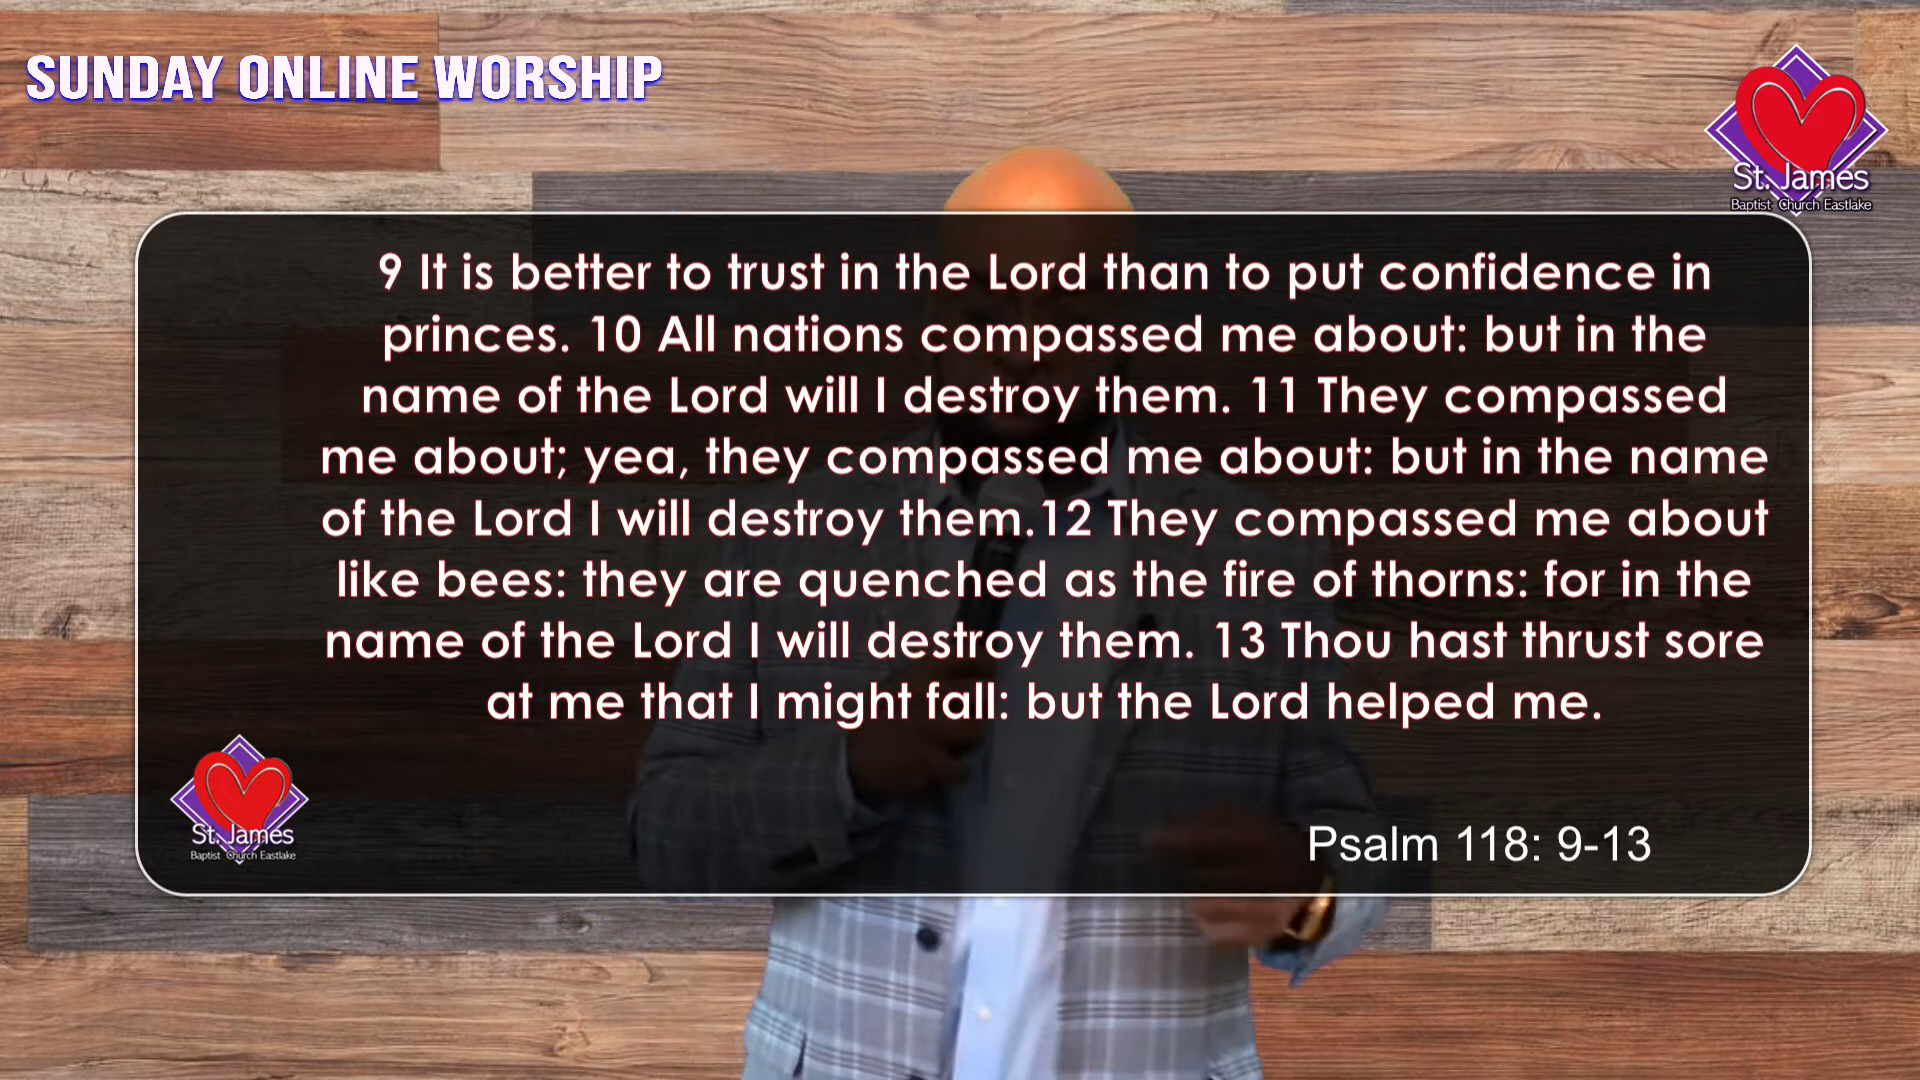 SUNDAY ONLINE WORSHIP
St. James
Baptist Church Eastlake
9 It is better to trust in the Lord than to put confidence in
princes. 10 All nations compassed me about: but in the
name of the Lord will I destroy them. 11 They compassed
me about; yea, they compassed me about: but in the name
of the Lord I will destroy them.12 They compassed me about
like bees: they are quenched as the fire of thorns: for in the
name of the Lord I will destroy them. 13 Thou hast thrust sore
at me that I might fall: but the Lord helped me.
St. James
Baptist Church Eastlake
Psalm 118: 9-13